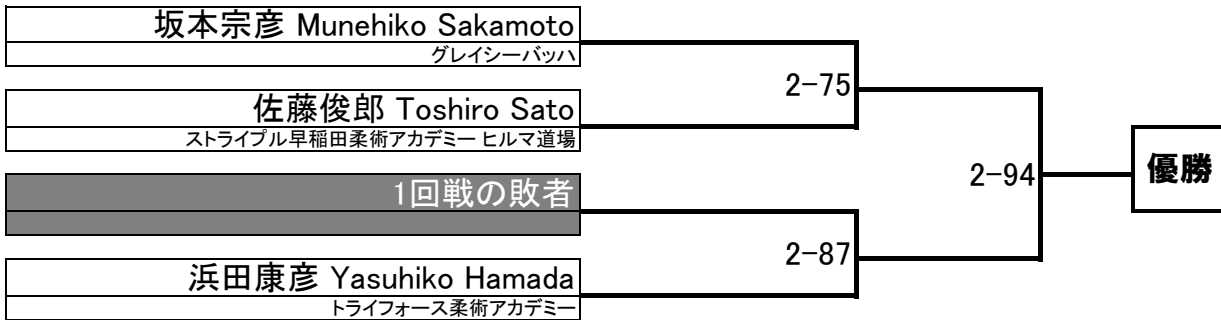 坂本宗彦 Munehiko Sakamoto
グレイシーバッハ
2-75
佐藤俊郎 Toshiro Sato
ストライプル早稲田柔術アカデミー ヒルマ道場
2-94
優勝
1回戦の敗者
2-87
浜田康彦 Yasuhiko Hamada
トライフォース柔術アカデミー